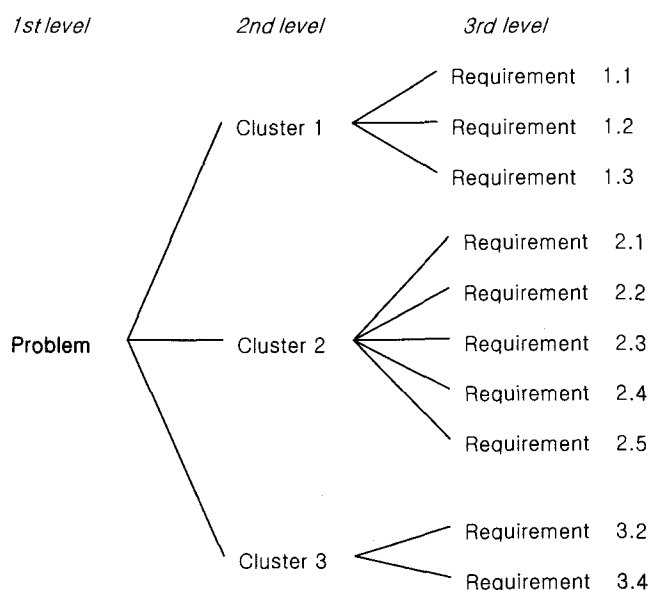 1st level 2nd level 3rd level
Requirement 1.1
Cluster 1 Requirement 1.2
Requirement 1.3
Requirement 2.1
Requirement 2.2
Problem Cluster 2 Requirement 2.3
Requirement 2.4
Requirement 2.5
Requirement 3.2
Cluster 3
Requirement 3.4